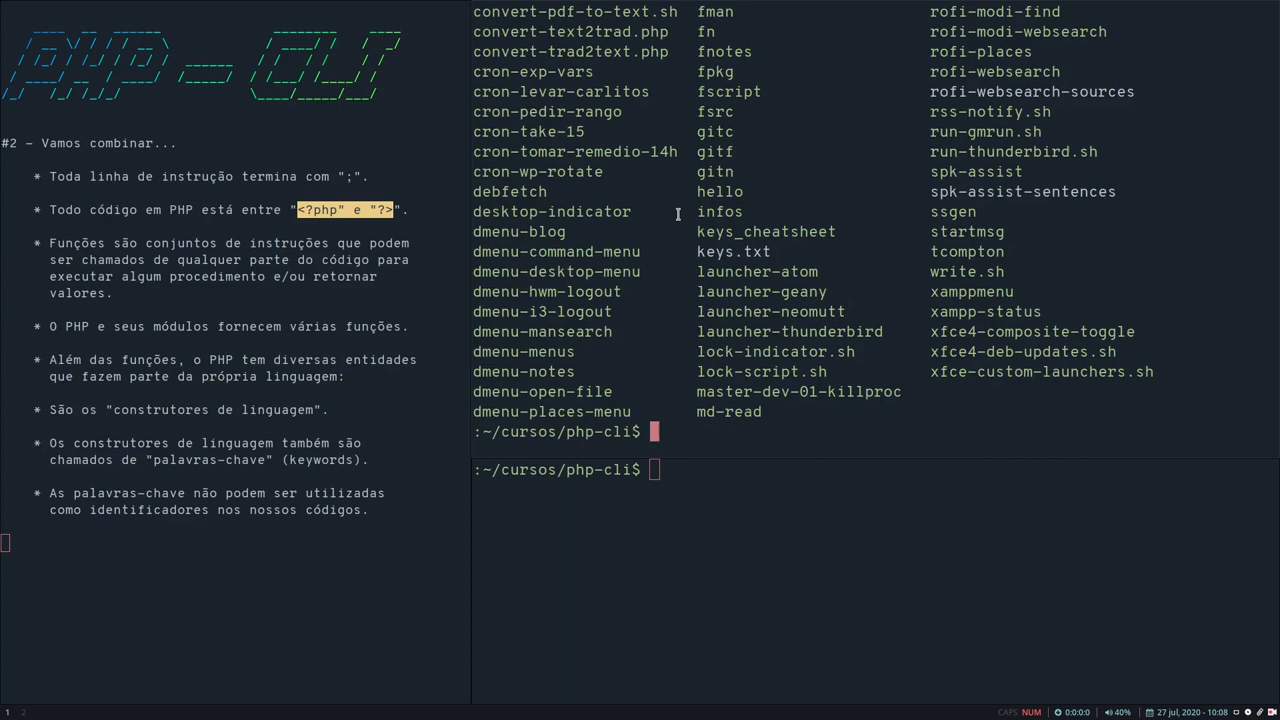 PHP-CLI
#2 - Vamos combinar...
* Toda linha de instrução termina com ";".
* Todo código em PHP está entre "<?php" e "?>".
* Funções são conjuntos de instruções que podem
ser chamados de qualquer parte do código para
executar algum procedimento e/ou retornar
valores.
* O PHP e seus módulos fornecem várias funções.
* Além das funções, o PHP tem diversas entidades
que fazem parte da própria linguagem:
* São os "construtores de linguagem".
* Os construtores de linguagem também são
chamados de "palavras-chave" (keywords).
* As palavras-chave não podem ser utilizadas
como identificadores nos nossos códigos.
convert-pdf-to-text.sh fman rofi-modi-find
convert-text2trad.php fn rofi-modi-websearch
convert-trad2text.php fnotes rofi-places
cron-exp-vars fpkg rofi-websearch
cron-levar-carlitos fscript rofi-websearch-sources
cron-pedir-rango fsrc rss-notify.sh
cron-take-15 gitc run-gmrun.sh
cron-tomar-remedio-14h gitf run-thunderbird.sh
cron-wp-rotate gitn spk-assist
debfetch hello spk-assist-sentences
desktop-indicator infos ssgen
dmenu-blog keys_cheatsheet startmsg
dmenu-command-menu keys.txt tcompton
dmenu-desktop-menu launcher-atom write.sh
dmenu-hwm-logout launcher-geany xamppmenu
dmenu-i3-logout launcher-neomutt xampp-status
dmenu-mansearch launcher-thunderbird xfce4-composite-toggle
dmenu-menus lock-indicator.sh xfce4-deb-updates.sh
dmenu-notes lock-script.sh xfce-custom-launchers.sh
dmenu-open-file master-dev-01-killproc
dmenu-places-menu md-read
:~/cursos/php-cli$
:~/cursos/php-cli$
1 2 CAPS NUM 0:0:0:0 40% 27 jul, 2020 - 10:08